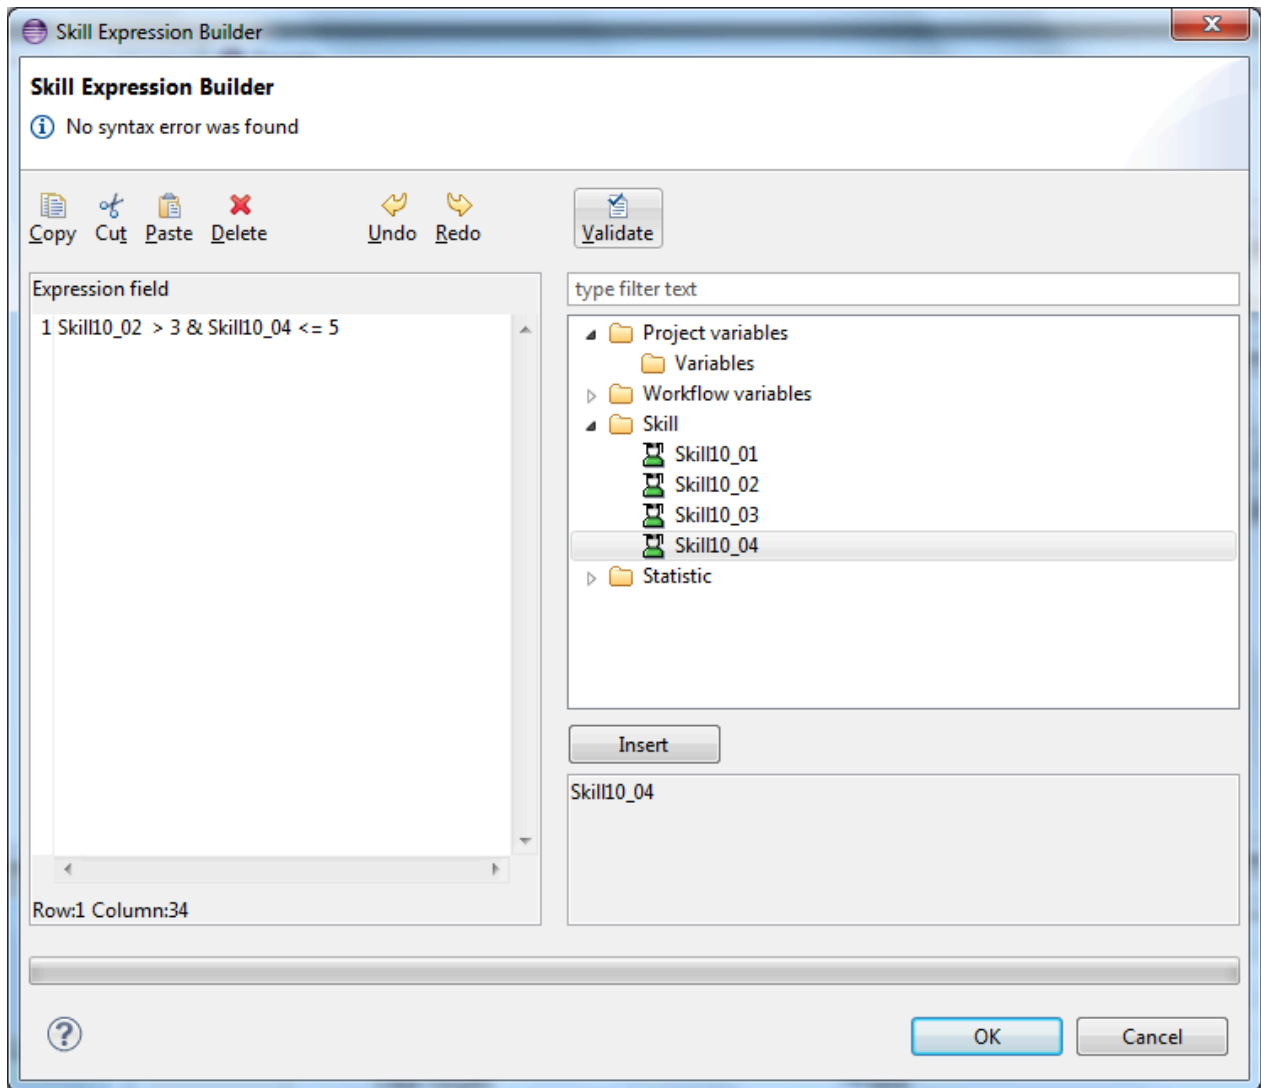 Skill Expression Builder
Skill Expression Builder
No syntax error was found
Copy Cut Paste Delete Undo Redo Validate
Expression field
1 Skill10_02 > 3 & Skill10_04 <= 5
Row:1 Column:34
type filter text
Project variables
Variables
Workflow variables
Skill
Skill10_01
Skill10_02
Skill10_03
Skill10_04
Statistic
Insert
Skill10_04
OK Cancel